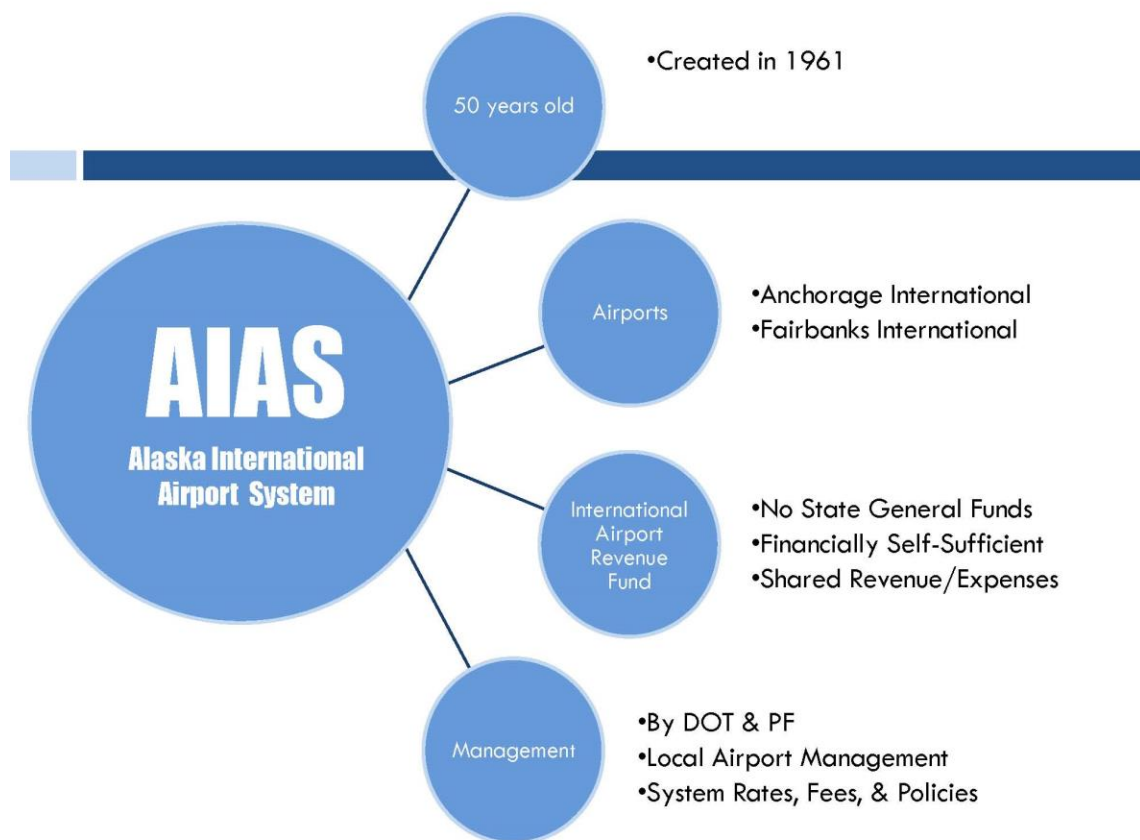 •Created in 1961
50 years old
Airports
•Anchorage International
•Fairbanks International
AIAS
Alaska International
Airport System
International
Airport
Revenue
Fund
•No State General Funds
•Financially Self-Sufficient
•Shared Revenue/Expenses
Management
•By DOT & PF
•Local Airport Management
•System Rates, Fees, & Policies